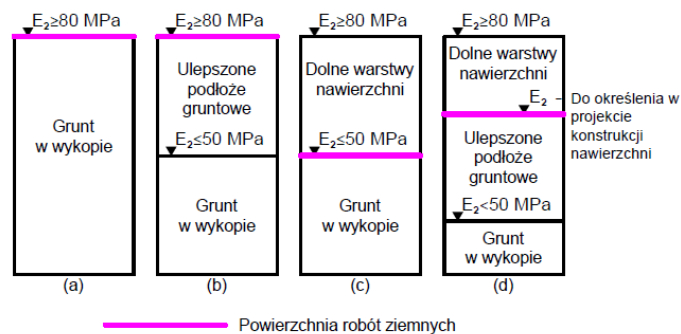 E₂≥80 MPa
Grunt
w wykopie
(a)
E₂≥80 MPa
Ulepszone
podłoże
gruntowe
E₂≤50 MPa
Grunt
w wykopie
(b)
E₂≥80 MPa
Dolne warstwy
nawierzchni
E₂≤50 MPa
Grunt
w wykopie
(c)
E₂≥80 MPa
Dolne warstwy
nawierzchni
E₂ – Do określenia w
projekcie
konstrukcji
nawierzchni
Ulepszone
podłoże
gruntowe
E₂<50 MPa
Grunt
w wykopie
(d)
Powierzchnia robót ziemnych